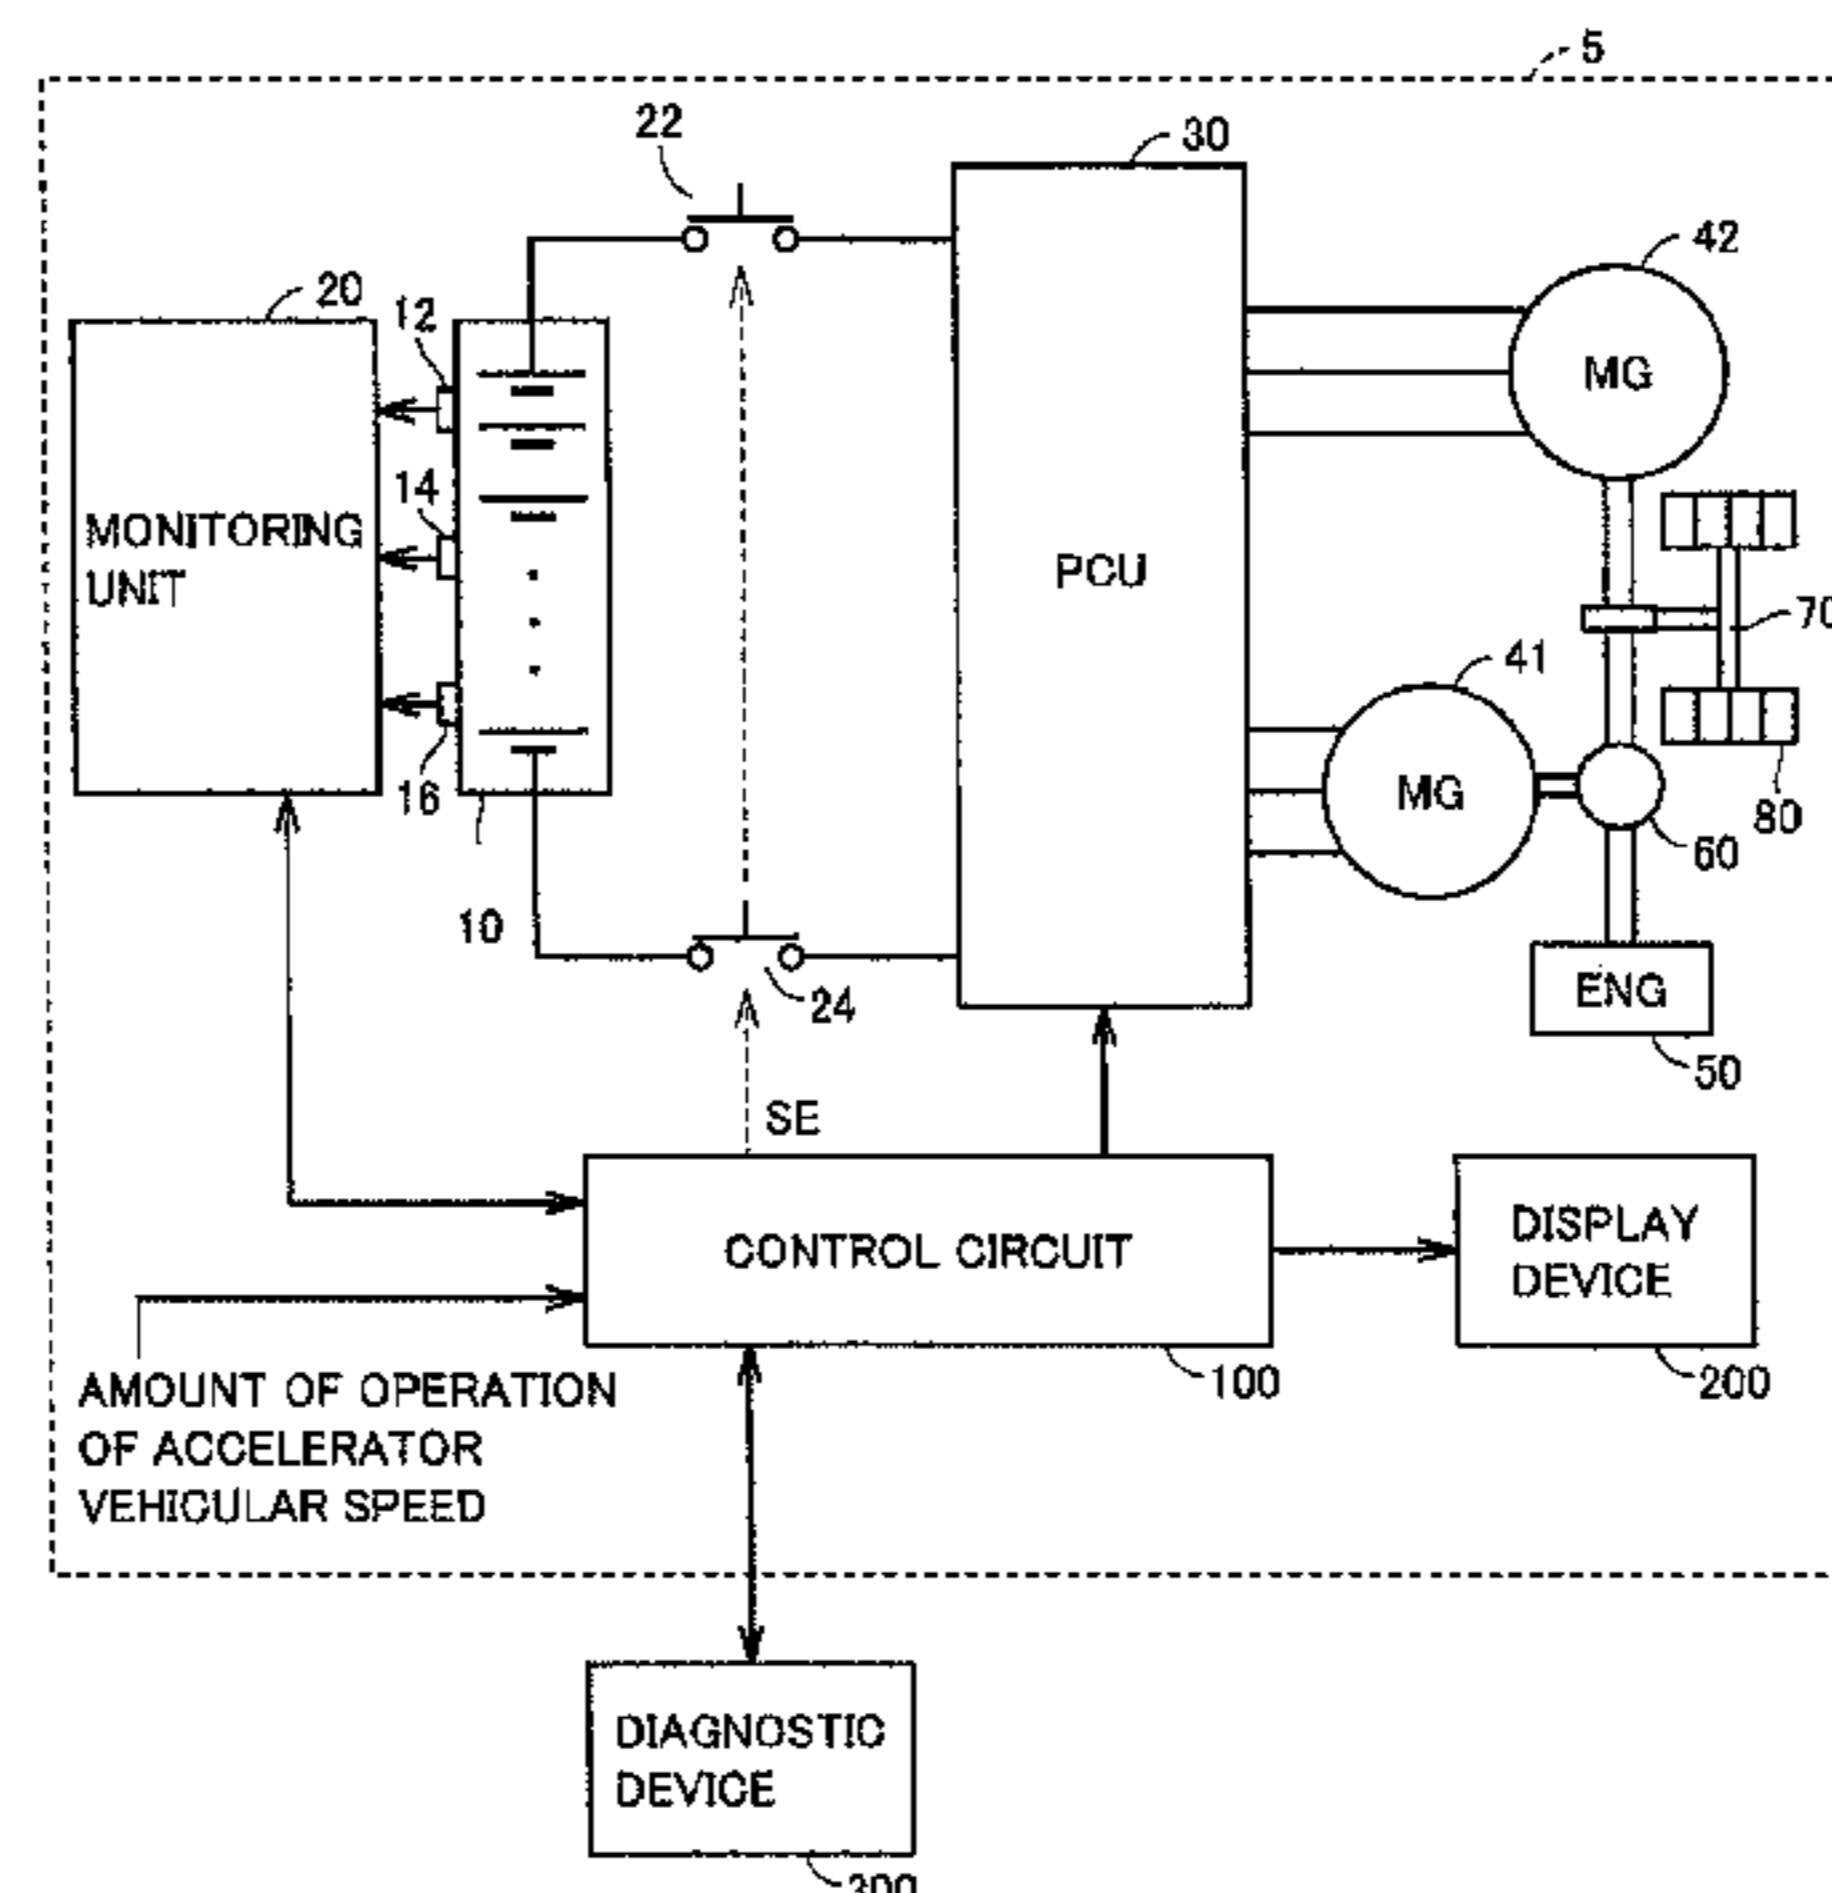 5
22
30
42
20
12
MG
14
MONITORING
UNIT
PCU
70
41
16
MG
80
60
10
24
ENG
50
SE
CONTROL CIRCUIT
DISPLAY
DEVICE
100
200
AMOUNT OF OPERATION
OF ACCELERATOR
VEHICULAR SPEED
DIAGNOSTIC
DEVICE
300